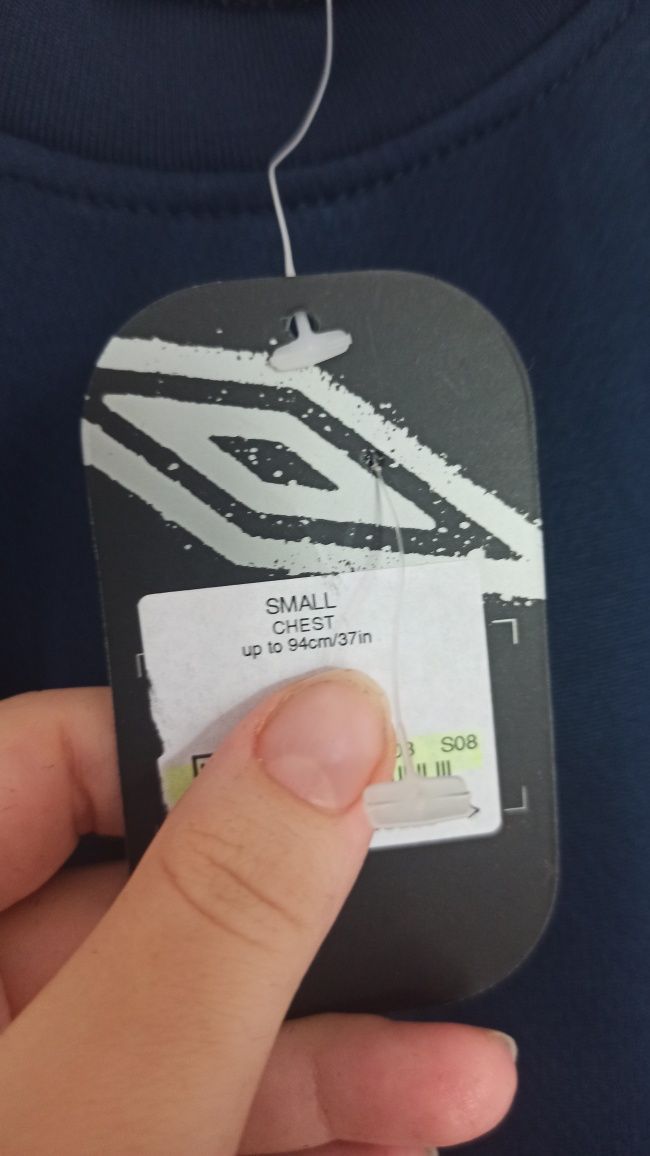 SMALL
CHEST
up to 94cm/37in
S08